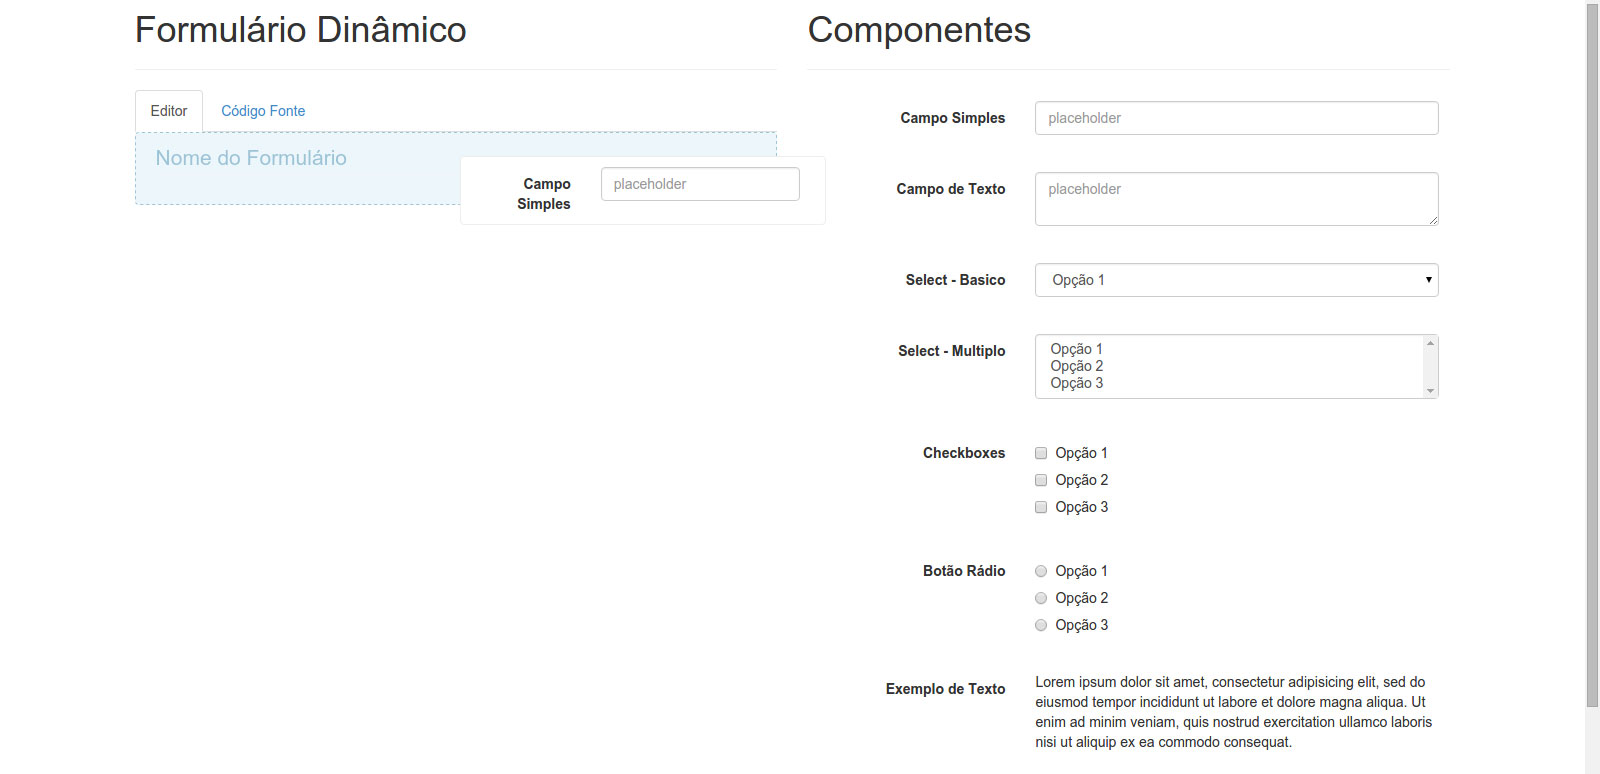 Formulário Dinâmico
Editor
Código Fonte
Nome do Formulário
Campo
Simples
placeholder
Componentes
Campo Simples
placeholder
Campo de Texto
placeholder
Select - Basico
Opção 1
Select - Multiplo
Opção 1
Opção 2
Opção 3
Checkboxes
Opção 1
Opção 2
Opção 3
Botão Rádio
Opção 1
Opção 2
Opção 3
Exemplo de Texto
Lorem ipsum dolor sit amet, consectetur adipisicing elit, sed do
eiusmod tempor incididunt ut labore et dolore magna aliqua. Ut
enim ad minim veniam, quis nostrud exercitation ullamco laboris
nisi ut aliquip ex ea commodo consequat.